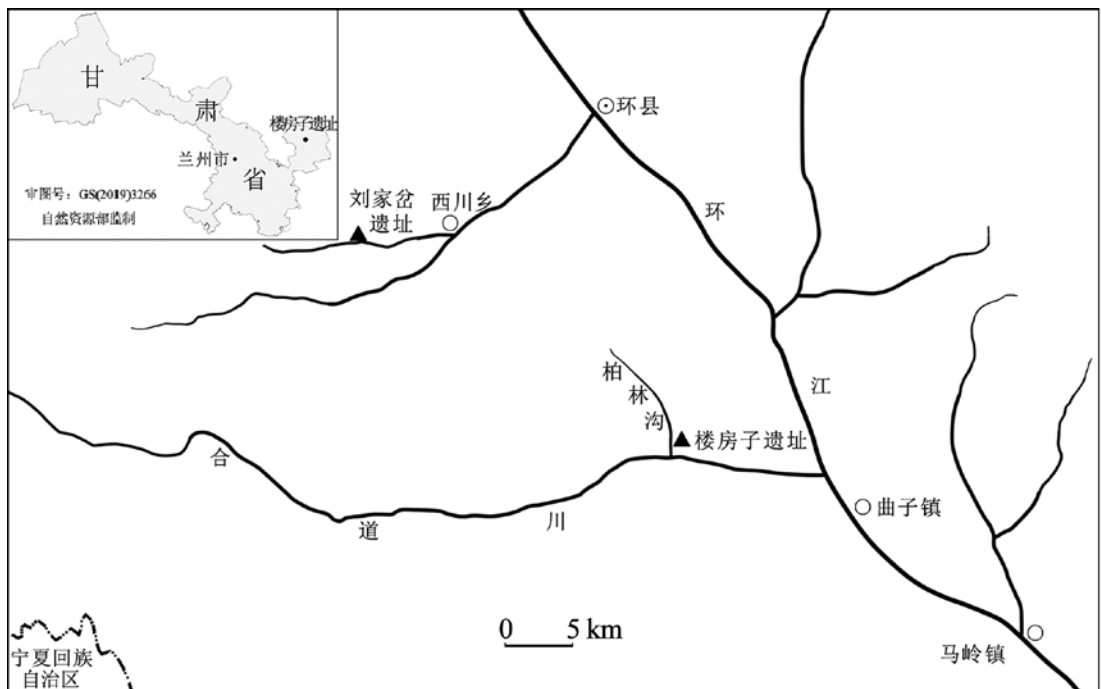 甘
肃
省
楼房子遗址
兰州市
审图号：GS(2019)3266
自然资源部监制
环县
刘家岔
遗址
西川乡
环
江
柏
林
沟
楼房子遗址
合
道
川
曲子镇
马岭镇
0 5 km
宁夏回族
自治区